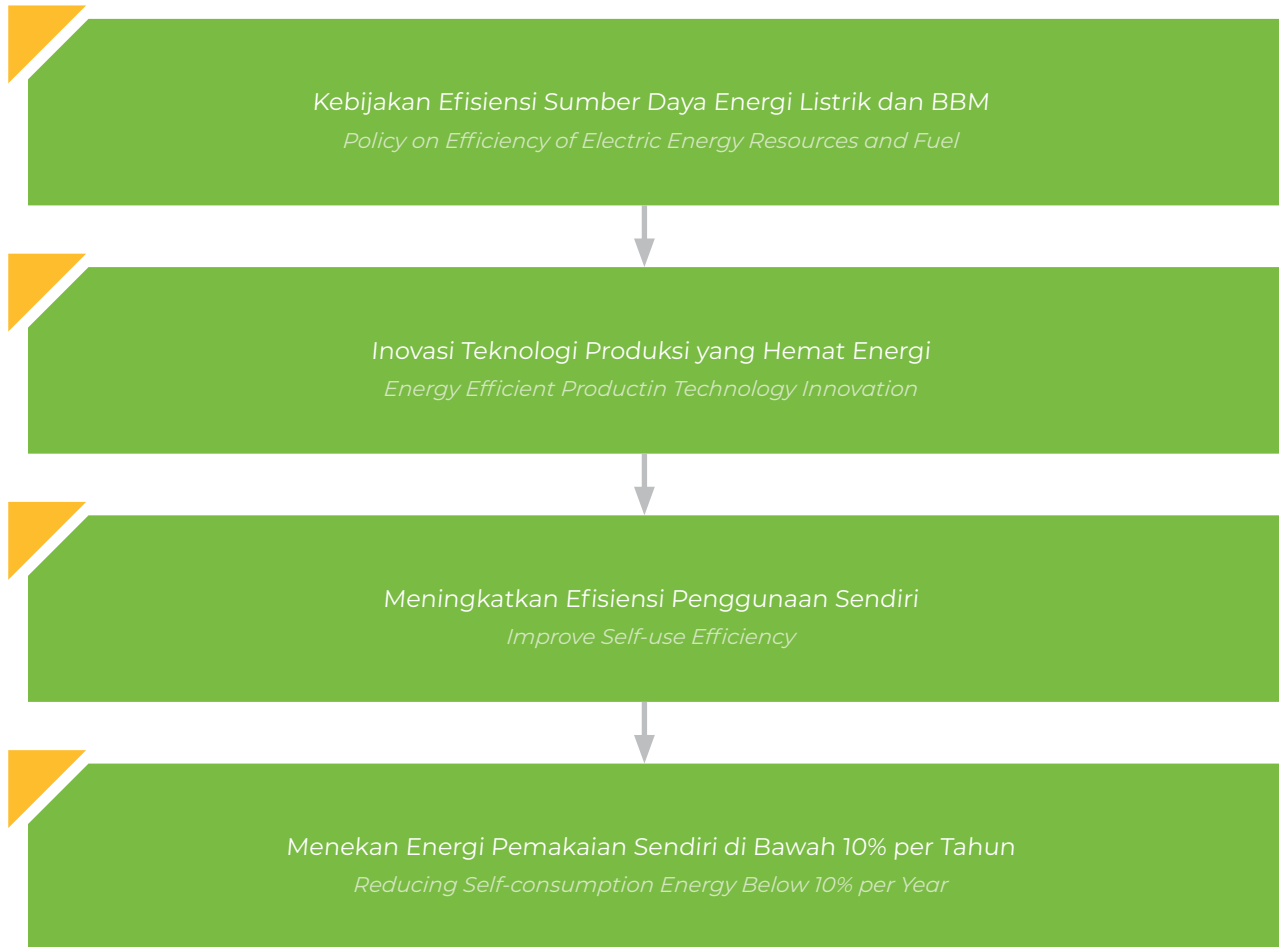 Kebijakan Efisiensi Sumber Daya Energi Listrik dan BBM
Policy on Efficiency of Electric Energy Resources and Fuel
Inovasi Teknologi Produksi yang Hemat Energi
Energy Efficient Productin Technology Innovation
Meningkatkan Efisiensi Penggunaan Sendiri
Improve Self-use Efficiency
Menekan Energi Pemakaian Sendiri di Bawah 10% per Tahun
Reducing Self-consumption Energy Below 10% per Year